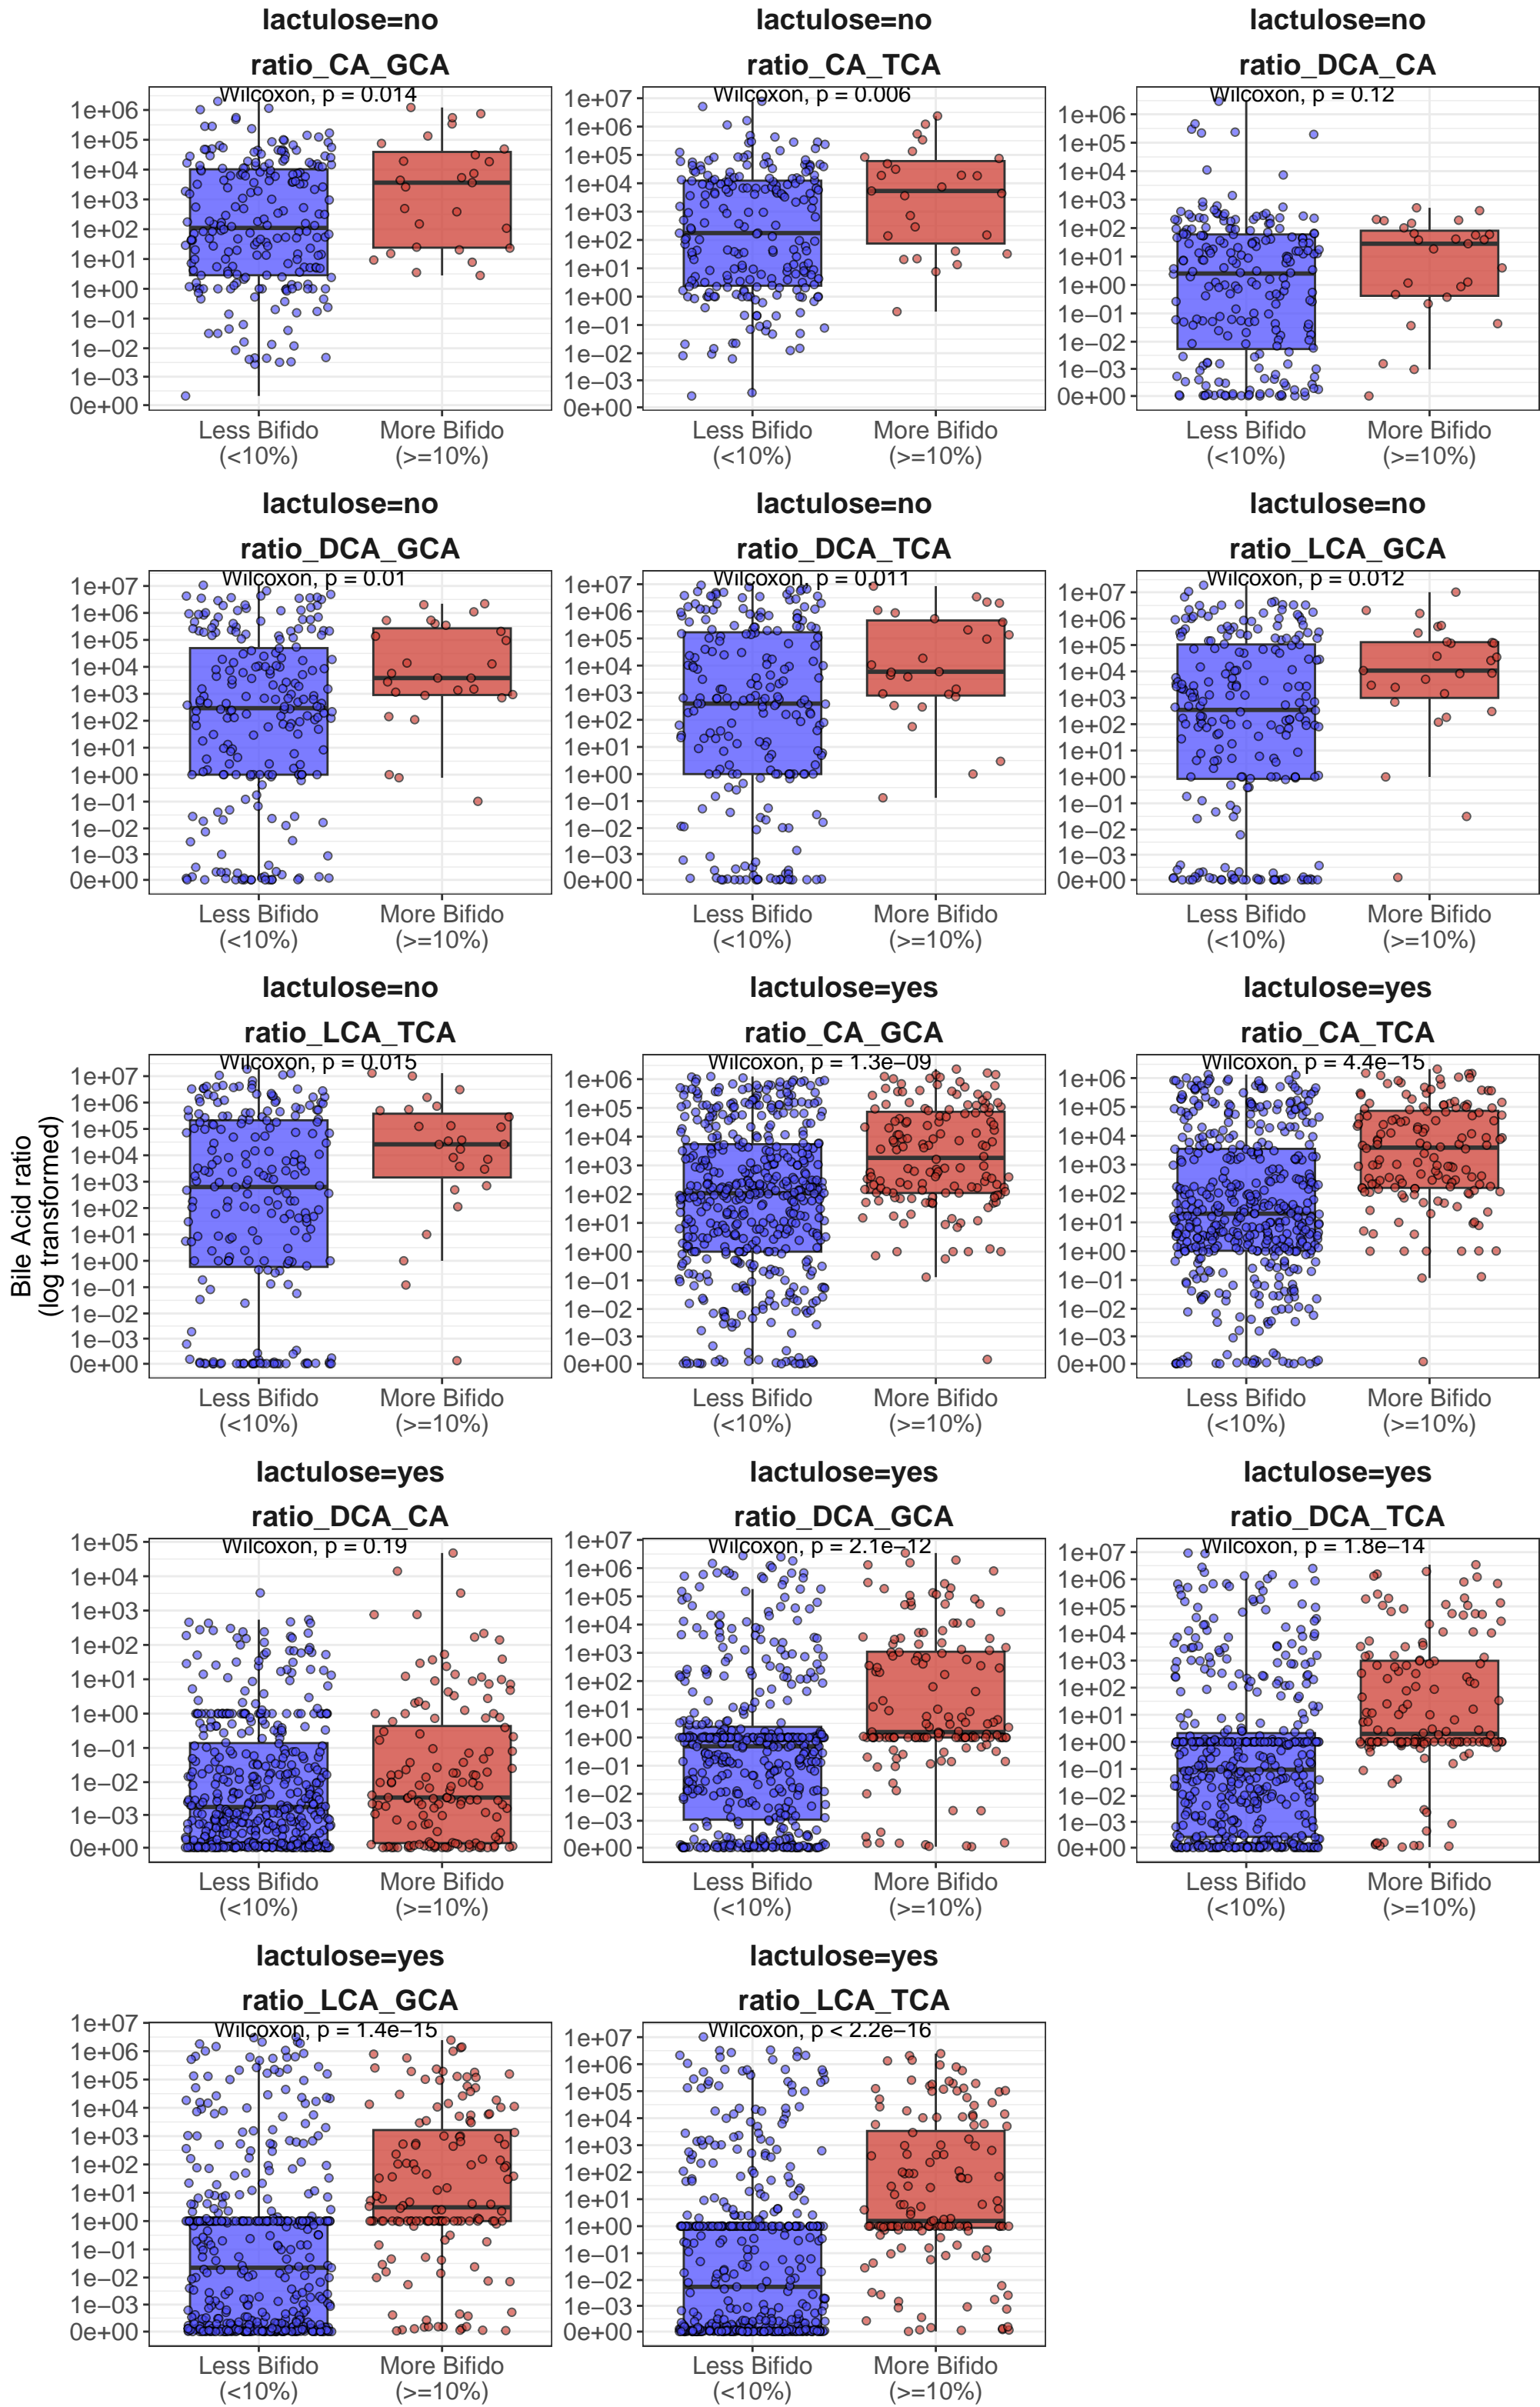 lactulose=no
ratio_CA_GCA
Wilcoxon, p = 0.014
1e+06
1e+05
1e+04
1e+03
1e+02
1e+01
1e+00
1e−01
1e−02
1e−03
0e+00
Less Bifido
(<10%)
More Bifido
(>=10%)
lactulose=no
ratio_CA_TCA
Wilcoxon, p = 0.006
1e+07
1e+06
1e+05
1e+04
1e+03
1e+02
1e+01
1e+00
1e−01
1e−02
1e−03
0e+00
Less Bifido
(<10%)
More Bifido
(>=10%)
lactulose=no
ratio_DCA_CA
Wilcoxon, p = 0.12
1e+06
1e+05
1e+04
1e+03
1e+02
1e+01
1e+00
1e−01
1e−02
1e−03
0e+00
Less Bifido
(<10%)
More Bifido
(>=10%)
lactulose=no
ratio_DCA_GCA
Wilcoxon, p = 0.01
1e+07
1e+06
1e+05
1e+04
1e+03
1e+02
1e+01
1e+00
1e−01
1e−02
1e−03
0e+00
Less Bifido
(<10%)
More Bifido
(>=10%)
lactulose=no
ratio_DCA_TCA
Wilcoxon, p = 0.011
1e+07
1e+06
1e+05
1e+04
1e+03
1e+02
1e+01
1e+00
1e−01
1e−02
1e−03
0e+00
Less Bifido
(<10%)
More Bifido
(>=10%)
lactulose=no
ratio_LCA_GCA
Wilcoxon, p = 0.012
1e+07
1e+06
1e+05
1e+04
1e+03
1e+02
1e+01
1e+00
1e−01
1e−02
1e−03
0e+00
Less Bifido
(<10%)
More Bifido
(>=10%)
Bile Acid ratio
(log transformed)
lactulose=no
ratio_LCA_TCA
Wilcoxon, p = 0.015
1e+07
1e+06
1e+05
1e+04
1e+03
1e+02
1e+01
1e+00
1e−01
1e−02
1e−03
0e+00
Less Bifido
(<10%)
More Bifido
(>=10%)
lactulose=yes
ratio_CA_GCA
Wilcoxon, p = 1.3e−09
1e+06
1e+05
1e+04
1e+03
1e+02
1e+01
1e+00
1e−01
1e−02
1e−03
0e+00
Less Bifido
(<10%)
More Bifido
(>=10%)
lactulose=yes
ratio_CA_TCA
Wilcoxon, p = 4.4e−15
1e+06
1e+05
1e+04
1e+03
1e+02
1e+01
1e+00
1e−01
1e−02
1e−03
0e+00
Less Bifido
(<10%)
More Bifido
(>=10%)
lactulose=yes
ratio_DCA_CA
Wilcoxon, p = 0.19
1e+05
1e+04
1e+03
1e+02
1e+01
1e+00
1e−01
1e−02
1e−03
0e+00
Less Bifido
(<10%)
More Bifido
(>=10%)
lactulose=yes
ratio_DCA_GCA
Wilcoxon, p = 2.1e−12
1e+07
1e+06
1e+05
1e+04
1e+03
1e+02
1e+01
1e+00
1e−01
1e−02
1e−03
0e+00
Less Bifido
(<10%)
More Bifido
(>=10%)
lactulose=yes
ratio_DCA_TCA
Wilcoxon, p = 1.8e−14
1e+07
1e+06
1e+05
1e+04
1e+03
1e+02
1e+01
1e+00
1e−01
1e−02
1e−03
0e+00
Less Bifido
(<10%)
More Bifido
(>=10%)
lactulose=yes
ratio_LCA_GCA
Wilcoxon, p = 1.4e−15
1e+07
1e+06
1e+05
1e+04
1e+03
1e+02
1e+01
1e+00
1e−01
1e−02
1e−03
0e+00
Less Bifido
(<10%)
More Bifido
(>=10%)
lactulose=yes
ratio_LCA_TCA
Wilcoxon, p < 2.2e−16
1e+07
1e+06
1e+05
1e+04
1e+03
1e+02
1e+01
1e+00
1e−01
1e−02
1e−03
0e+00
Less Bifido
(<10%)
More Bifido
(>=10%)